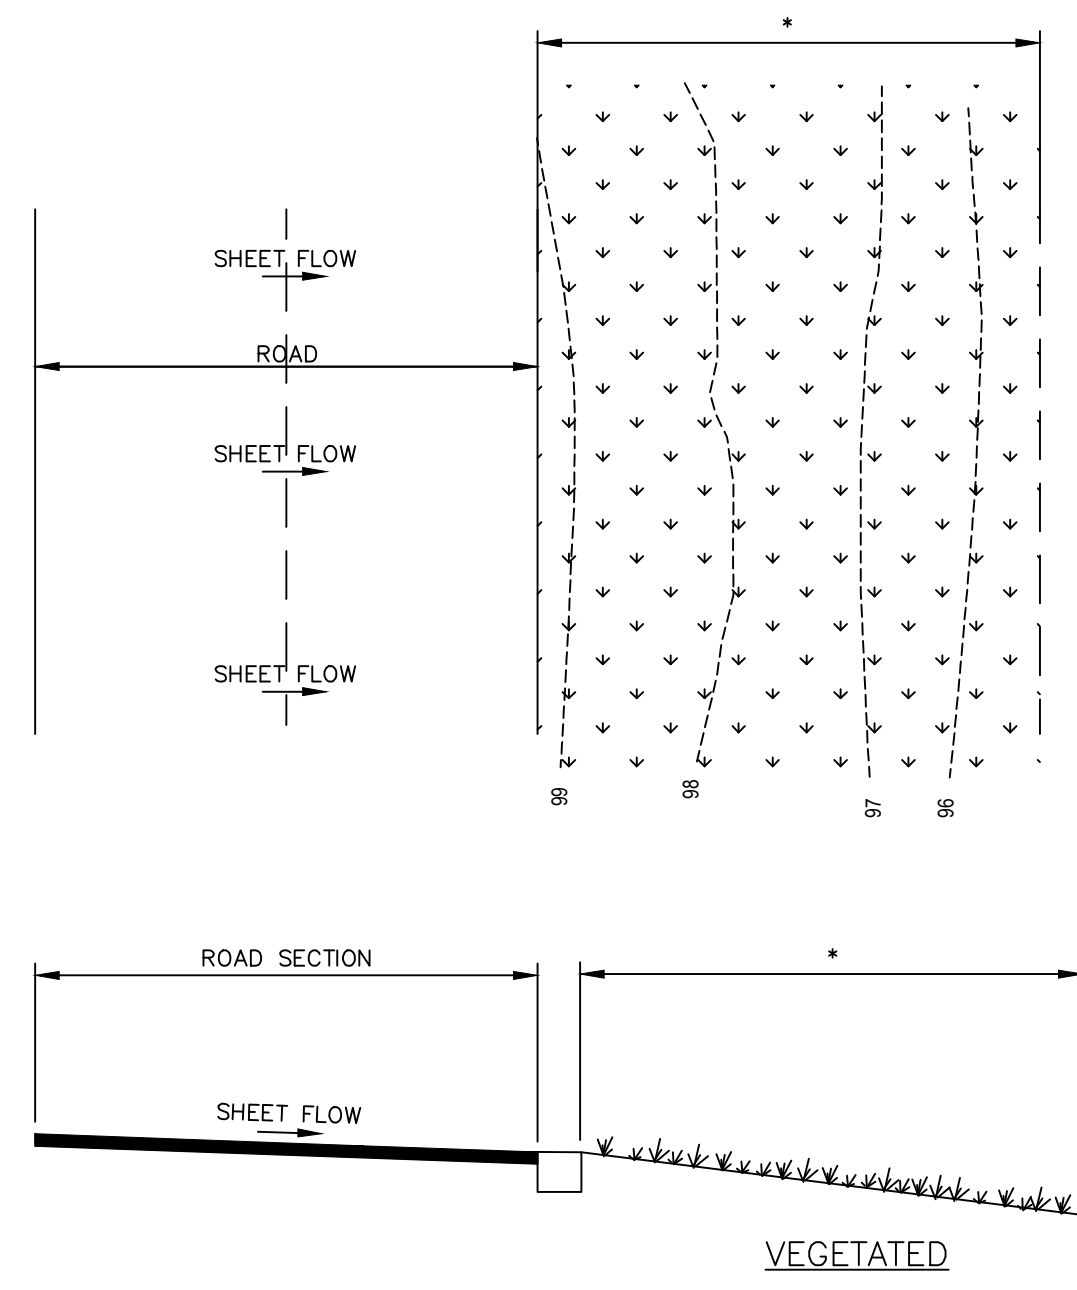 *
SHEET FLOW
ROAD
SHEET FLOW
SHEET FLOW
99
98
97
96
ROAD SECTION
*
SHEET FLOW
VEGETATED